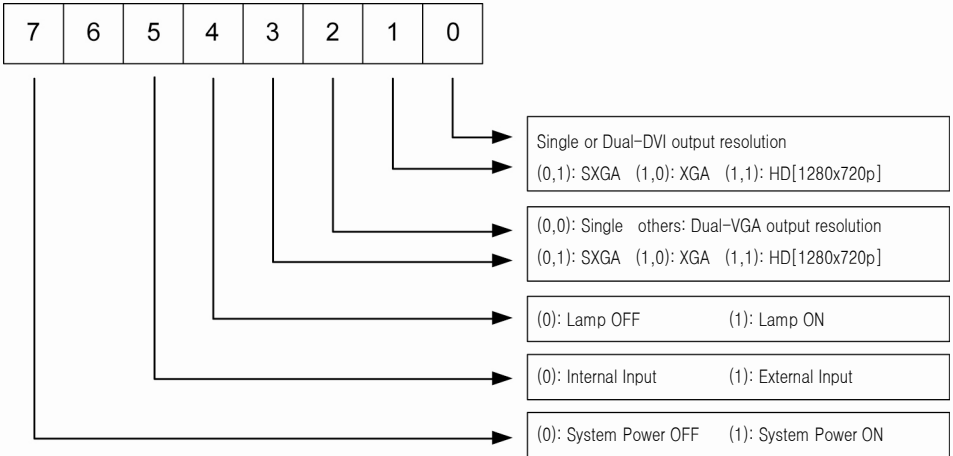 7 6 5 4 3 2 1 0
Single or Dual-DVI output resolution
(0,1): SXGA (1,0): XGA (1,1): HD[1280x720p]
(0,0): Single others: Dual-VGA output resolution
(0,1): SXGA (1,0): XGA (1,1): HD[1280x720p]
(0): Lamp OFF (1): Lamp ON
(0): Internal Input (1): External Input
(0): System Power OFF (1): System Power ON